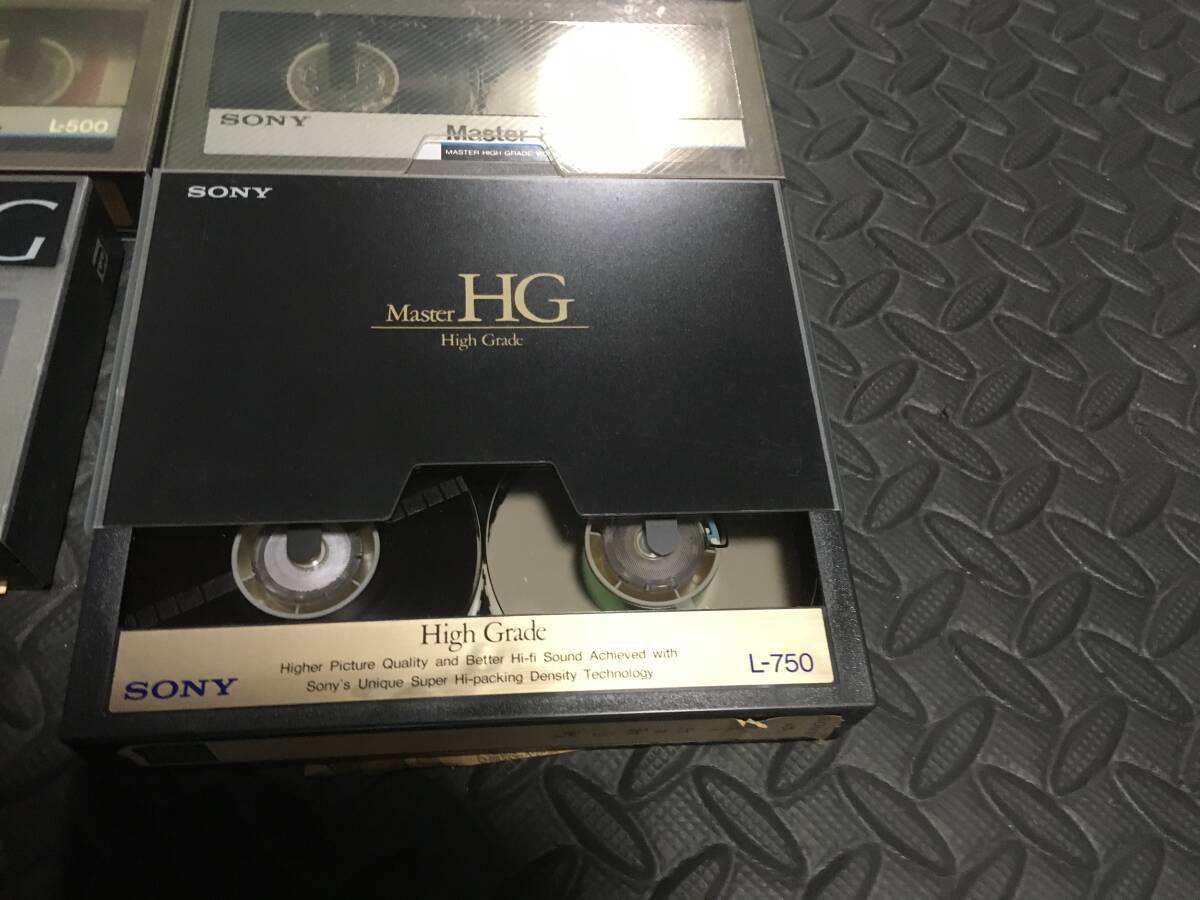 L-500
SONY
Master
MASTER HIGH GRADE
G
SONY
Master HG
High Grade
High Grade
Higher Picture Quality and Better Hi-fi Sound Achieved with
Sony's Unique Super Hi-packing Density Technology
SONY
L-750